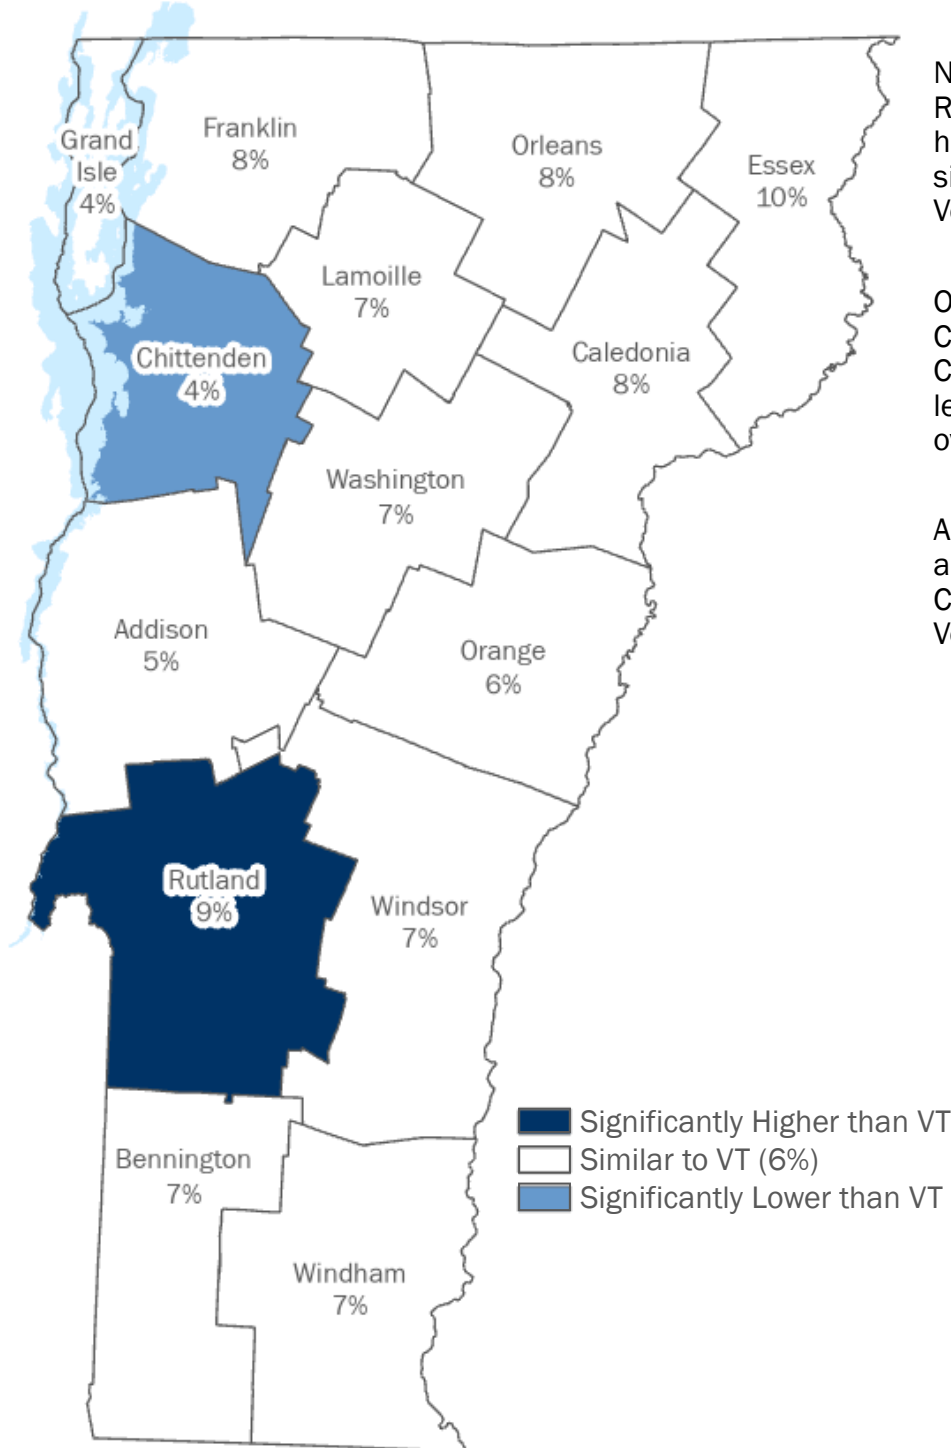 Grand
Isle
4%
Franklin
8%
Orleans
8%
Essex
10%
Lamoille
7%
Chittenden
4%
Caledonia
8%
Washington
7%
Addison
5%
Orange
6%
Rutland
9%
Windsor
7%
Bennington
7%
Windham
7%
Significantly Higher than VT
Similar to VT (6%)
Significantly Lower than VT